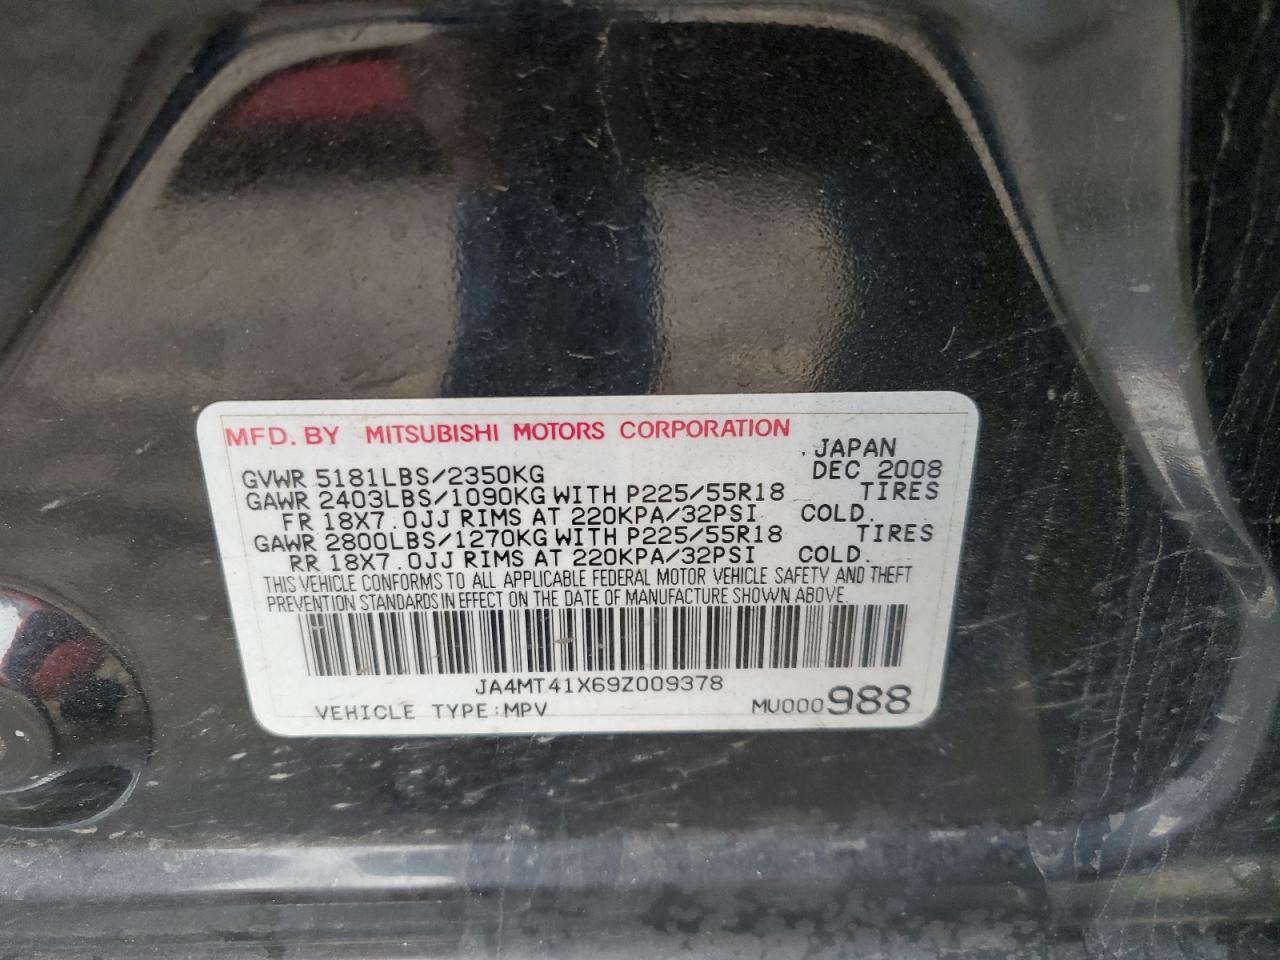 MFD. BY MITSUBISHI MOTORS CORPORATION
JAPAN
GVWR 5181LBS/2350KG DEC 2008
GAWR 2403LBS/1090KG WITH P225/55R18 TIRES
FR 18X7.0JJ RIMS AT 220KPA/32PSI COLD.
GAWR 2800LBS/1270KG WITH P225/55R18 TIRES
RR 18X7.0JJ RIMS AT 220KPA/32PSI COLD.
THIS VEHICLE CONFORMS TO ALL APPLICABLE FEDERAL MOTOR VEHICLE SAFETY AND THEFT
PREVENTION STANDARDS IN EFFECT ON THE DATE OF MANUFACTURE SHOWN ABOVE.
JA4MT41X69Z009378
VEHICLE TYPE:MPV MU000988